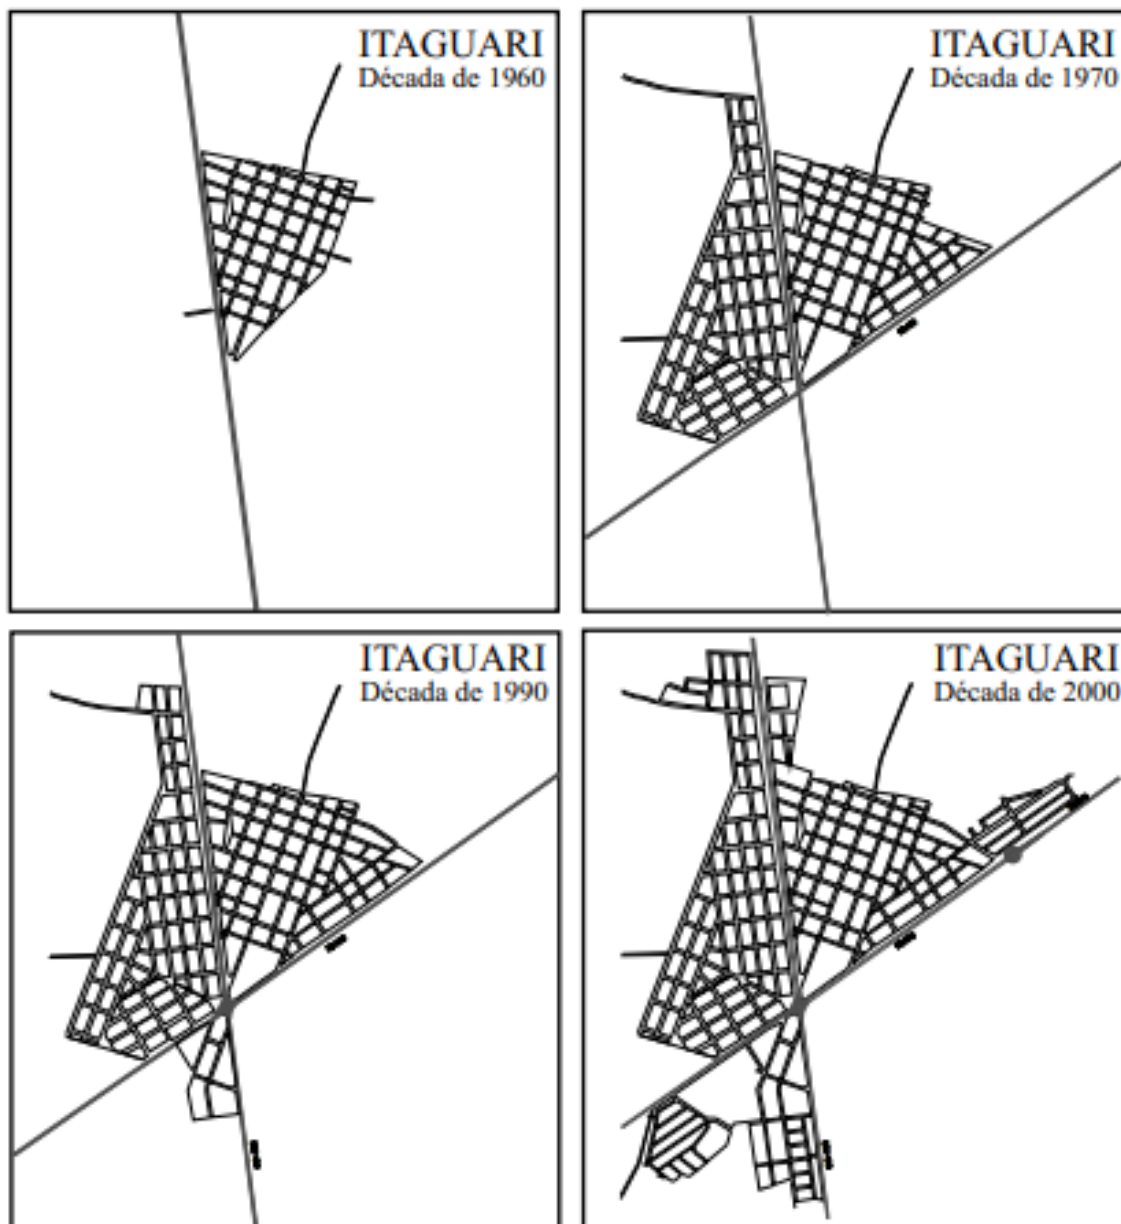 ITAGUARI
Década de 1960
ITAGUARI
Década de 1970
ITAGUARI
Década de 1990
ITAGUARI
Década de 2000